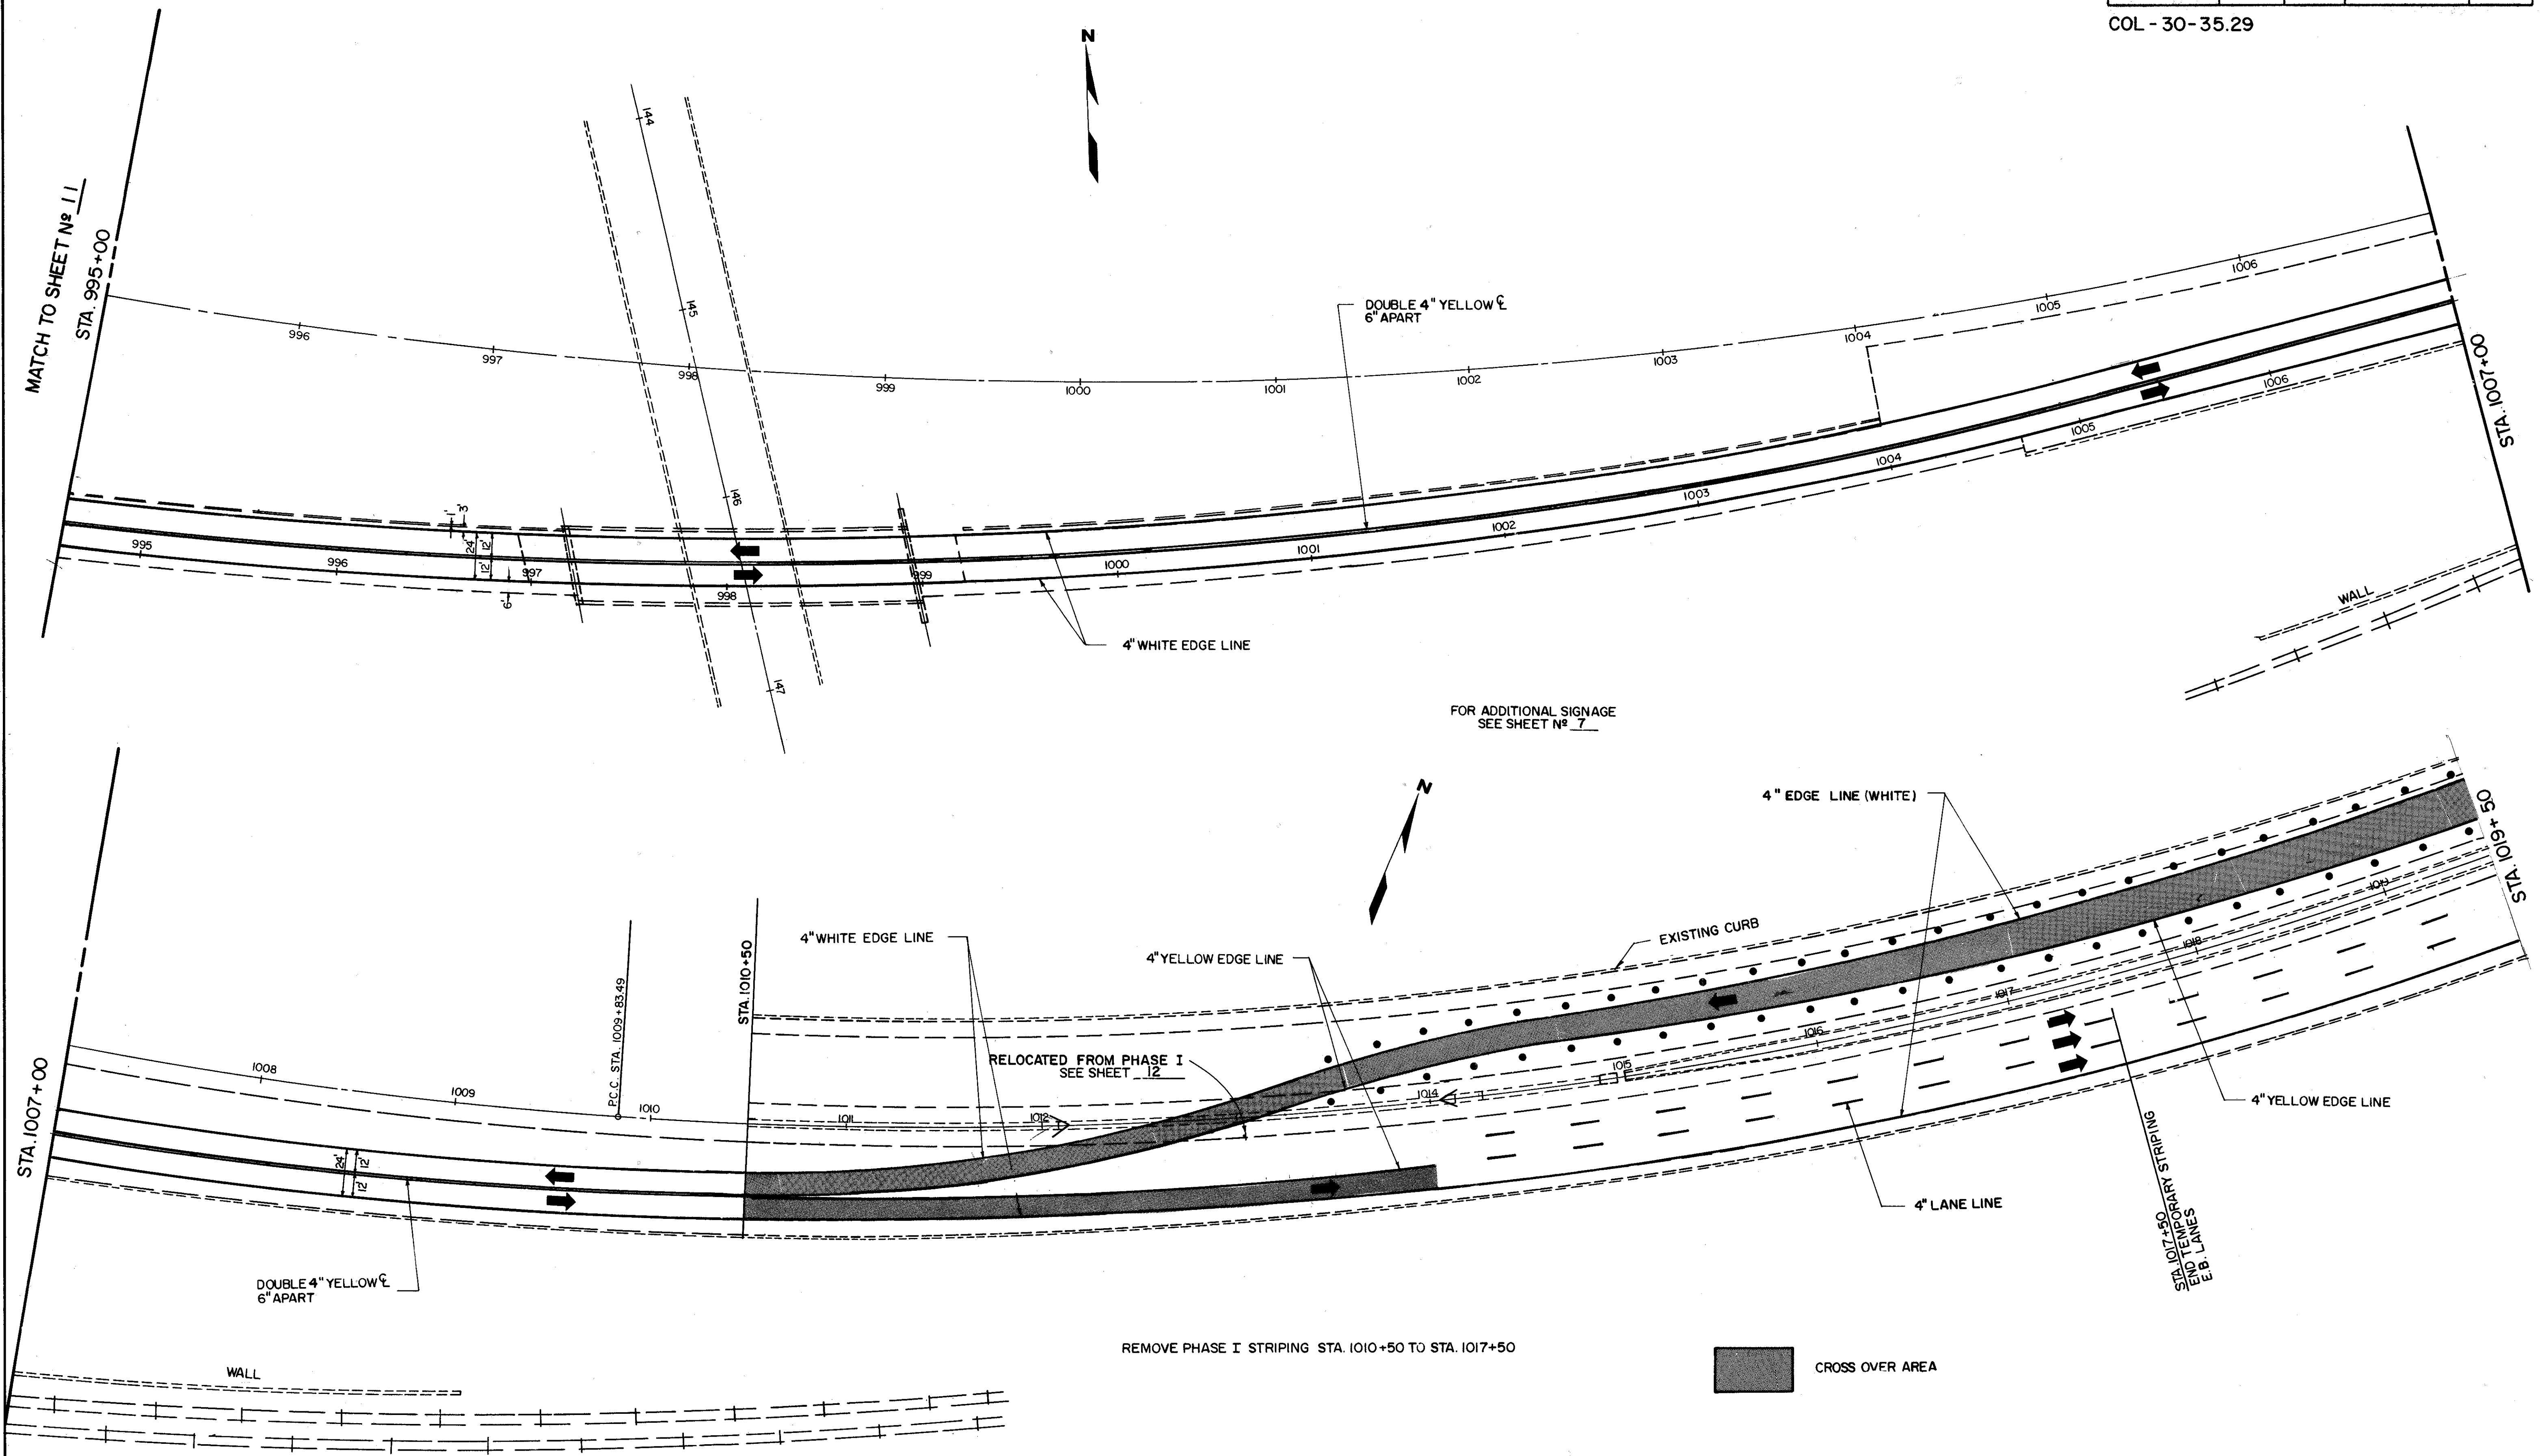 COL-30-35.29
N
MATCH TO SHEET Nº 11
STA. 995+00
144
145
146
147
996
997
998
999
1000
1001
1002
1003
1004
1005
1006
DOUBLE 4" YELLOW ℄
6" APART
STA. 1007+00
1'
3'
24'
12'
12'
6'
995
996
997
998
999
1000
1001
1002
1003
1004
1005
1006
4" WHITE EDGE LINE
WALL
FOR ADDITIONAL SIGNAGE
SEE SHEET Nº 7
N
4" EDGE LINE (WHITE)
STA. 1019+50
STA. 1007+00
1008
1009
P.C.C. STA. 1009+83.49
1010
STA. 1010+50
4" WHITE EDGE LINE
4" YELLOW EDGE LINE
EXISTING CURB
RELOCATED FROM PHASE I
SEE SHEET 12
1011
1012
1014
1015
1016
1017
1018
1019
24'
12'
12'
4" YELLOW EDGE LINE
4" LANE LINE
STA. 1017+50
END TEMPORARY STRIPING
E.B. LANES
DOUBLE 4" YELLOW ℄
6" APART
REMOVE PHASE I STRIPING STA. 1010+50 TO STA. 1017+50
CROSS OVER AREA
WALL